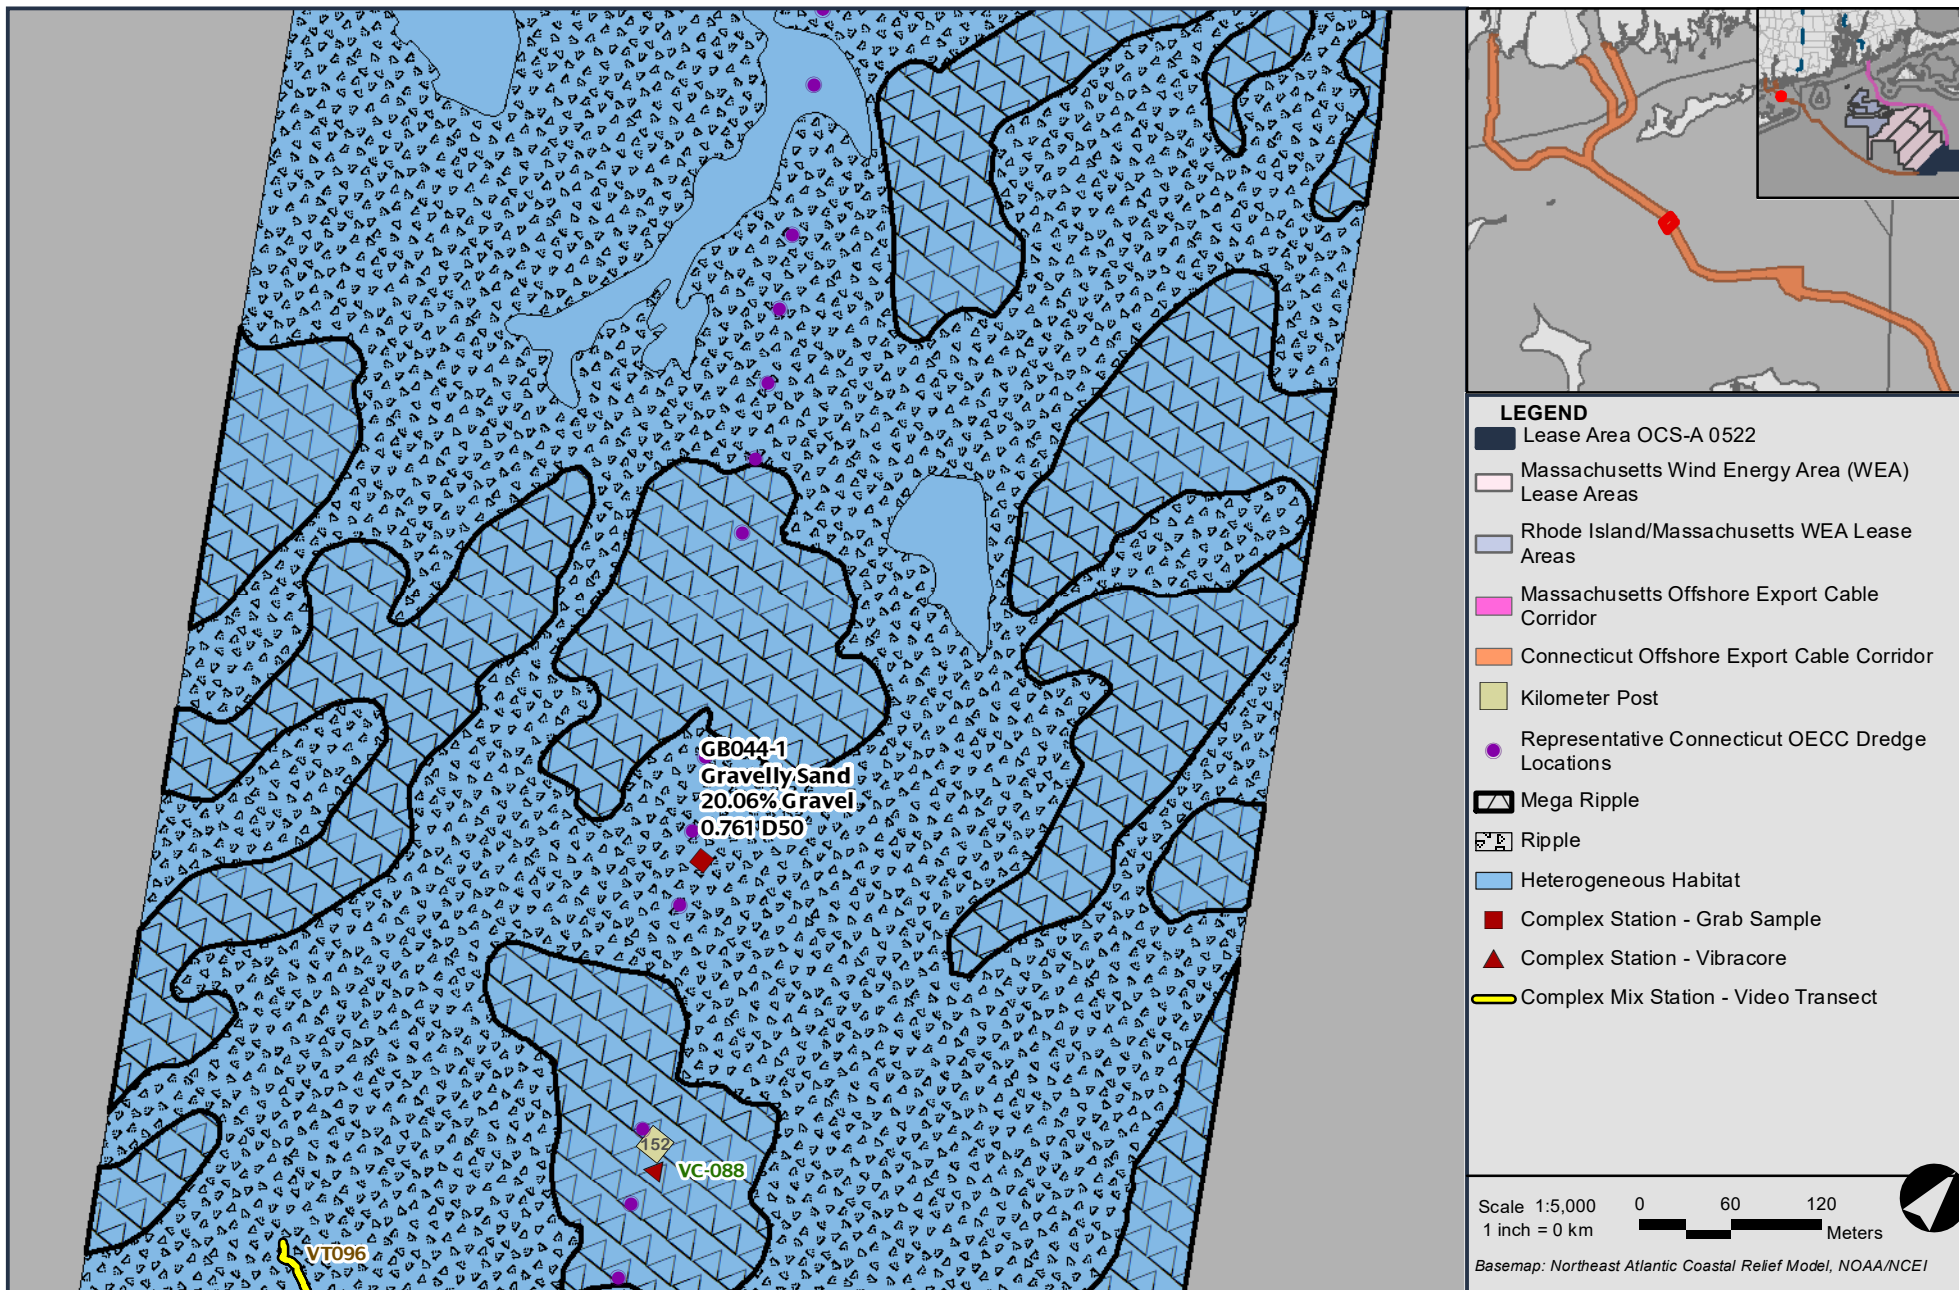 GB044-1
Gravelly Sand
20.06% Gravel
0.761 D50
152
VC-088
VT096
LEGEND
Lease Area OCS-A 0522
Massachusetts Wind Energy Area (WEA)
Lease Areas
Rhode Island/Massachusetts WEA Lease
Areas
Massachusetts Offshore Export Cable
Corridor
Connecticut Offshore Export Cable Corridor
Kilometer Post
Representative Connecticut OECC Dredge
Locations
Mega Ripple
Ripple
Heterogeneous Habitat
Complex Station - Grab Sample
Complex Station - Vibracore
Complex Mix Station - Video Transect
Scale 1:5,000
1 inch = 0 km
0 60 120
Meters
Basemap: Northeast Atlantic Coastal Relief Model, NOAA/NCEI